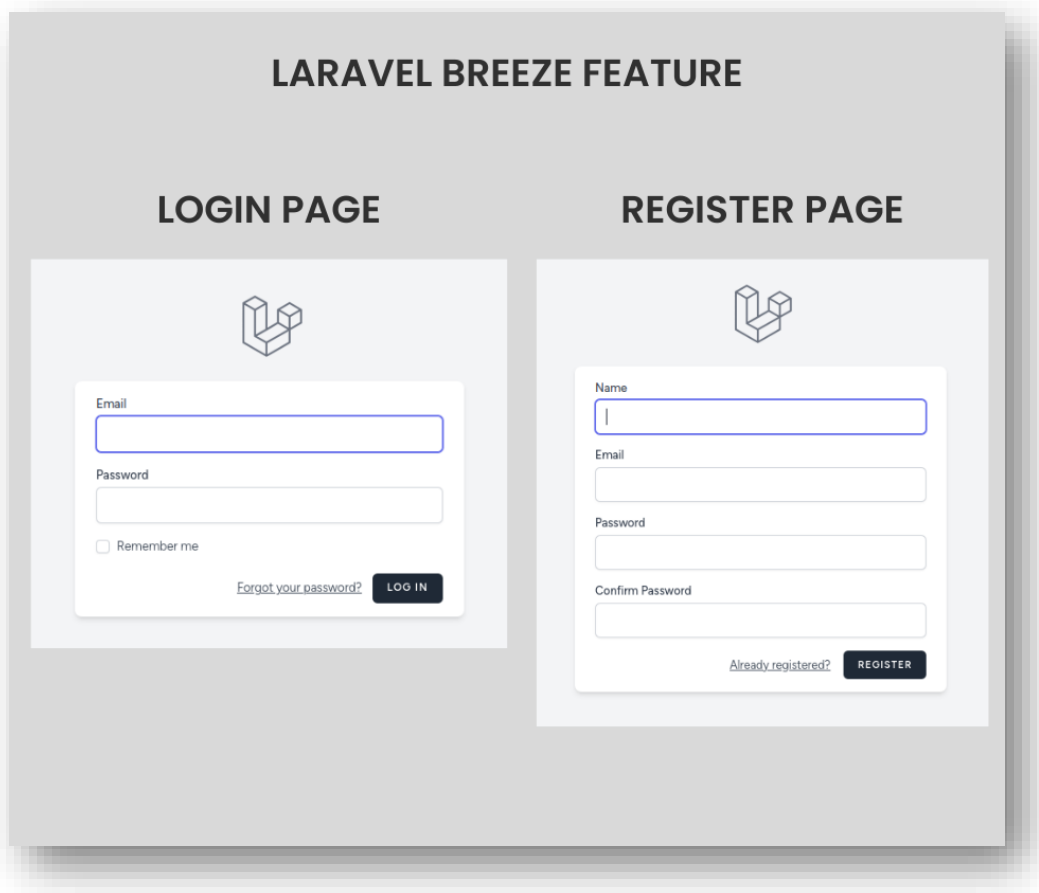 LARAVEL BREEZE FEATURE
LOGIN PAGE
Email
Password
Remember me
Forgot your password? LOG IN
REGISTER PAGE
Name
Email
Password
Confirm Password
Already registered? REGISTER